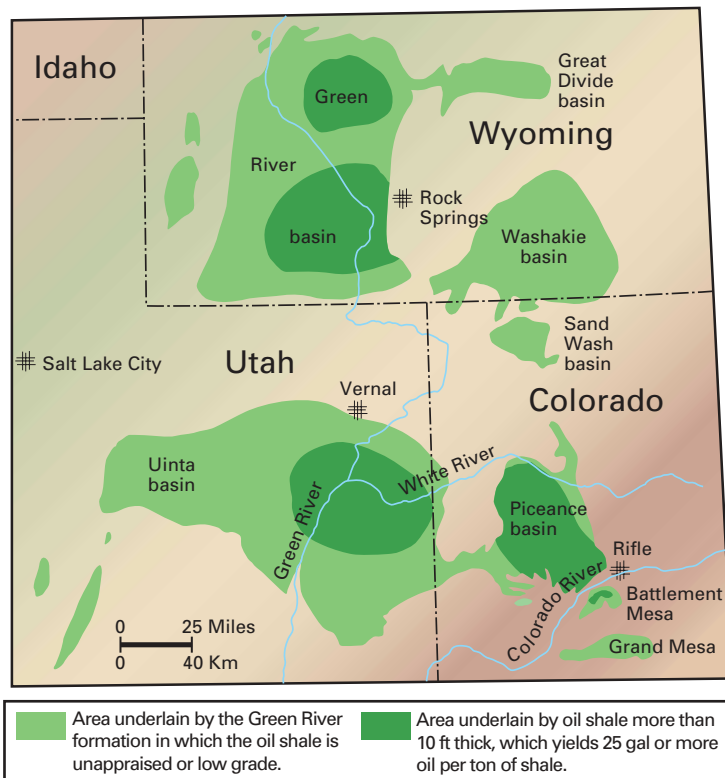 Idaho
Great
Divide
basin
Green
Wyoming
River
Rock
Springs
basin
Washakie
basin
Sand
Wash
basin
Salt Lake City
Utah
Vernal
Colorado
Uinta
basin
White River
Green River
Piceance
basin
Rifle
Colorado River
Battlement
Mesa
Grand Mesa
0 25 Miles
0 40 Km
Area underlain by the Green River
formation in which the oil shale is
unappraised or low grade.
Area underlain by oil shale more than
10 ft thick, which yields 25 gal or more
oil per ton of shale.